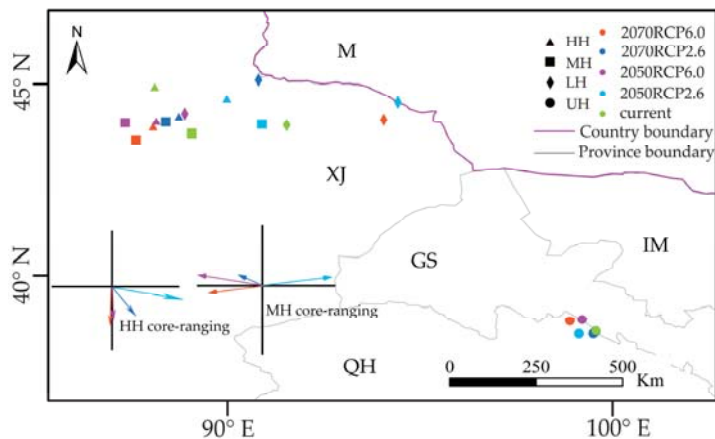 N
M
HH
MH
LH
UH
2070RCP6.0
2070RCP2.6
2050RCP6.0
2050RCP2.6
current
Country boundary
Province boundary
45° N
40° N
XJ
GS
IM
QH
HH core-ranging
MH core-ranging
0 250 500
Km
90° E
100° E